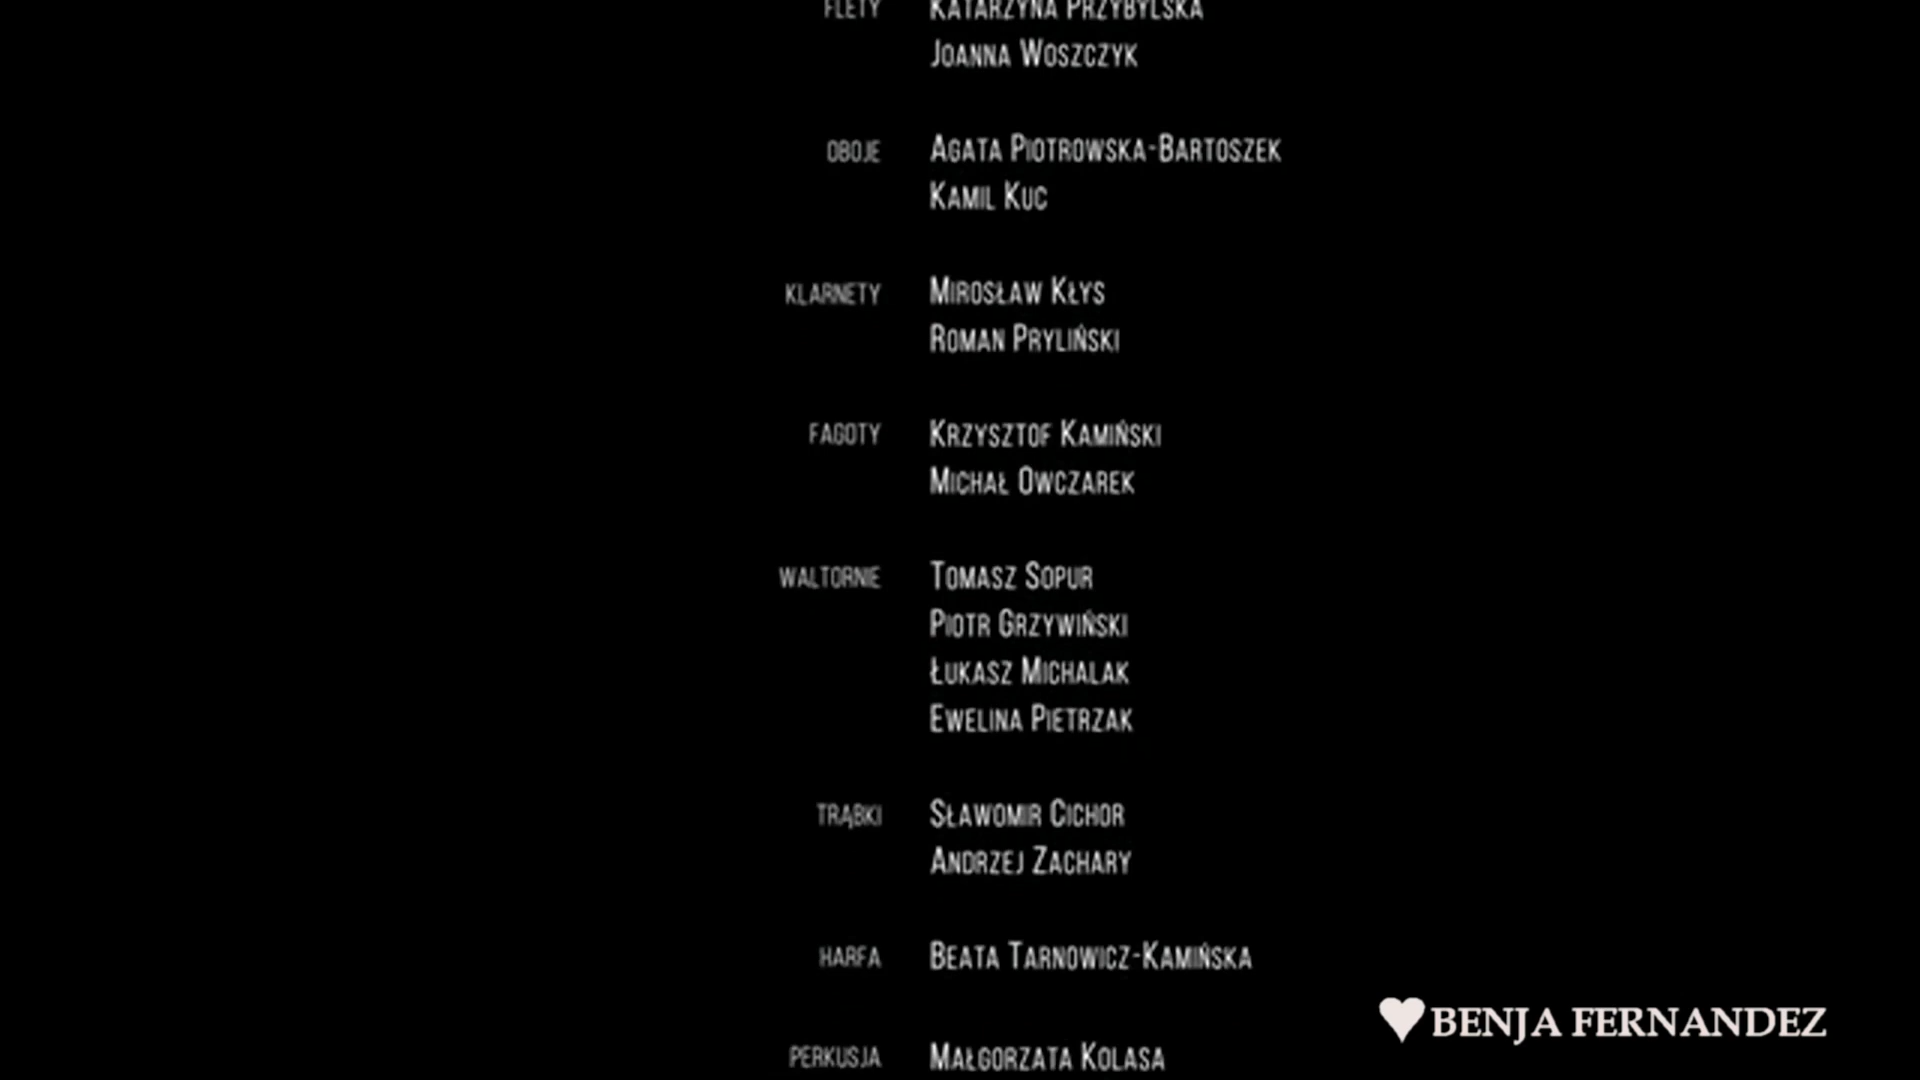 FLETY KATARZYNA PRZYBYLSKA
JOANNA WOSZCZYK
OBOJE AGATA PIOTROWSKA-BARTOSZEK
KAMIL KUC
KLARNETY MIROSŁAW KŁYS
ROMAN PRYLIŃSKI
FAGOTY KRZYSZTOF KAMIŃSKI
MICHAŁ OWCZAREK
WALTORNIE TOMASZ SOPUR
PIOTR GRZYWIŃSKI
ŁUKASZ MICHALAK
EWELINA PIETRZAK
TRĄBKI SŁAWOMIR CICHOR
ANDRZEJ ZACHARY
HARFA BEATA TARNOWICZ-KAMIŃSKA
PERKUSJA MAŁGORZATA KOLASA
BENJA FERNANDEZ